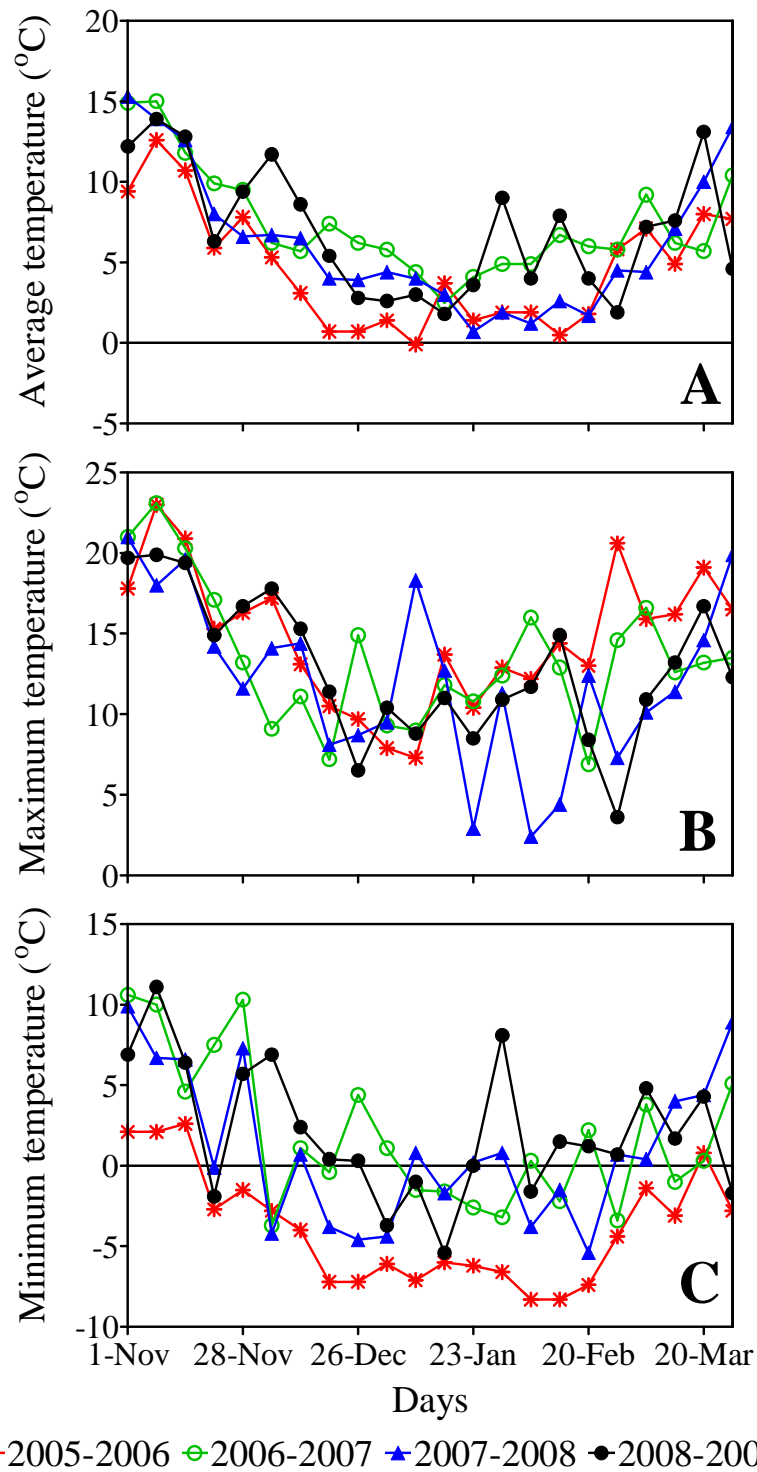 20
15
10
5
0
-5
Average temperature (°C)
A
25
20
15
10
5
0
Maximum temperature (°C)
B
15
10
5
0
-5
-10
Minimum temperature (°C)
C
1-Nov 28-Nov 26-Dec 23-Jan 20-Feb 20-Mar
Days
2005-2006 2006-2007 2007-2008 2008-200